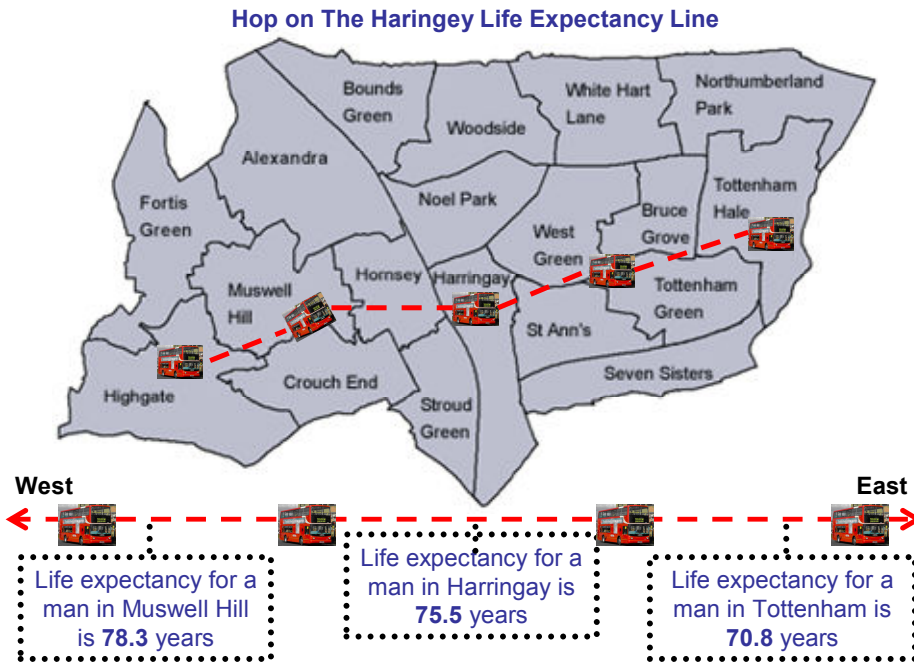 Hop on The Haringey Life Expectancy Line
Bounds
Green
White Hart
Lane
Northumberland
Park
Woodside
Alexandra
Tottenham
Hale
Fortis
Green
Noel Park
Bruce
Grove
West
Green
Hornsey
Harringay
Muswell
Hill
Tottenham
Green
St Ann's
Seven Sisters
Crouch End
Highgate
Stroud
Green
West
East
Life expectancy for a
man in Muswell Hill
is 78.3 years
Life expectancy for a
man in Harringay is
75.5 years
Life expectancy for a
man in Tottenham is
70.8 years